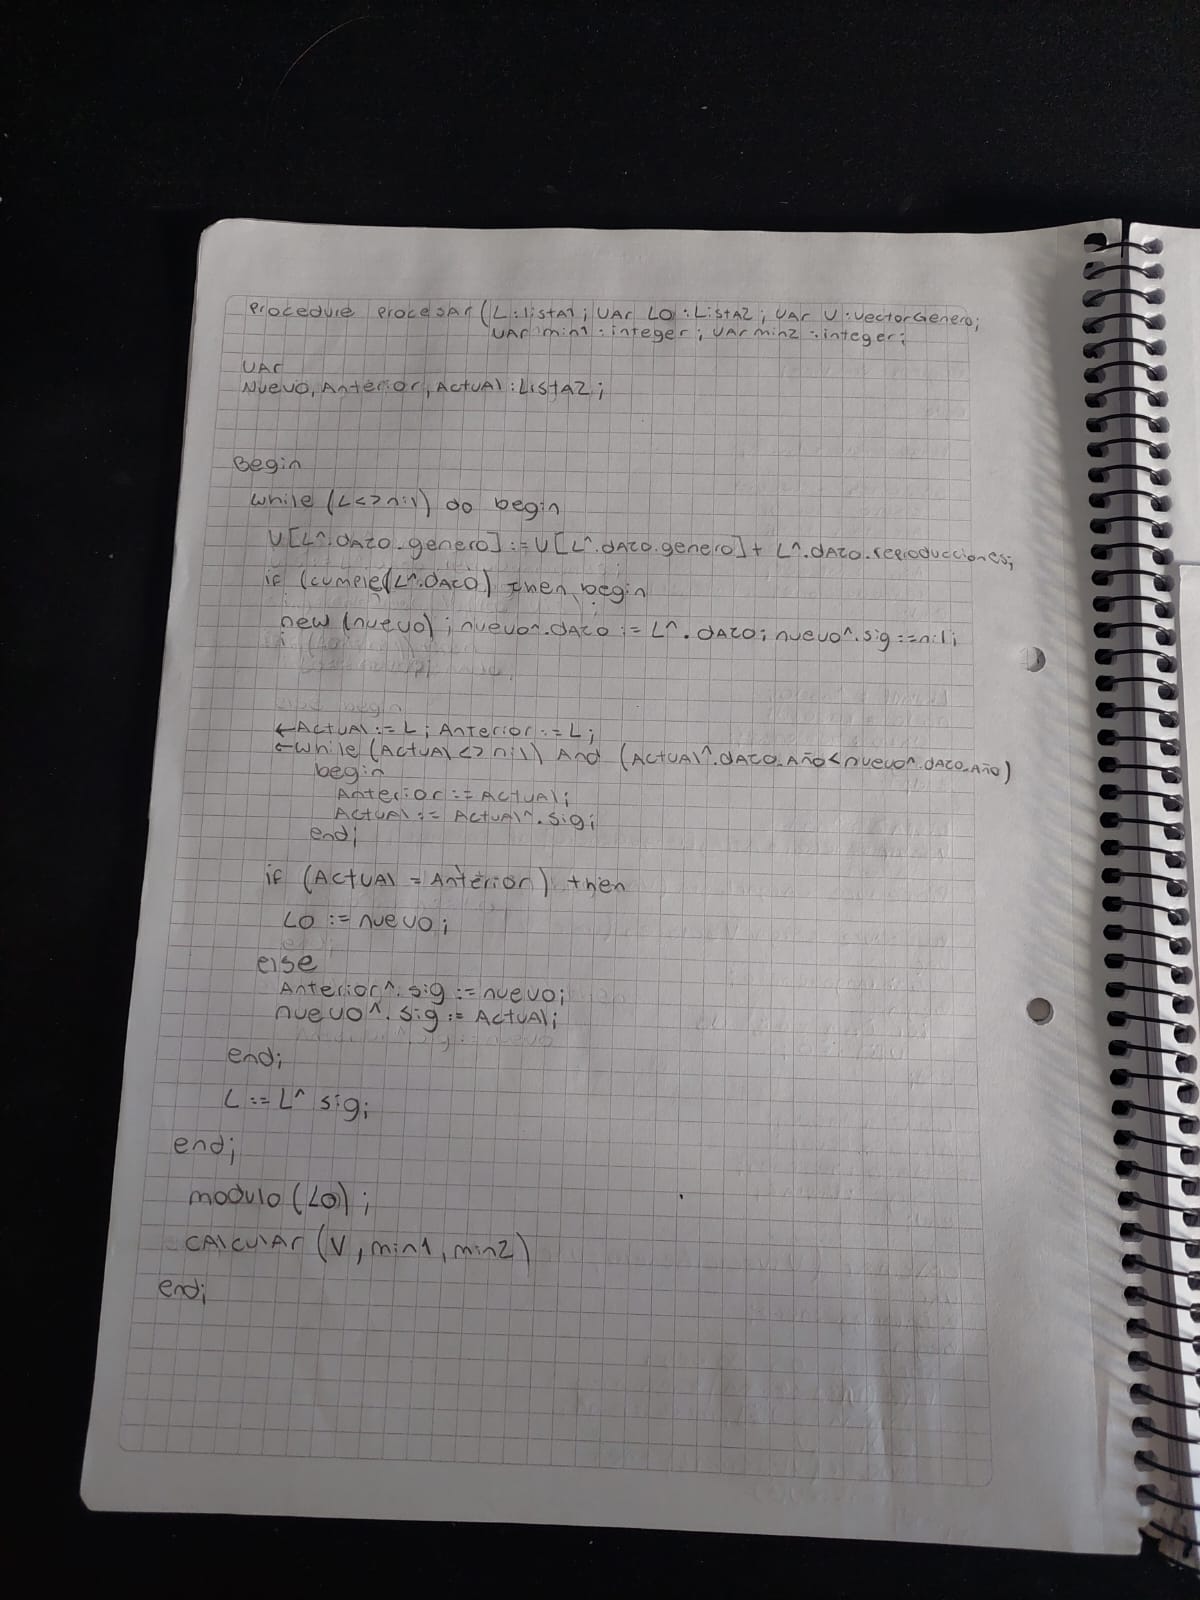 Procedure procesar (L:lista1; var LO:Lista2; var V:vectorGenero;
var min1:integer; var min2:integer;
var
Nuevo, Anterior, Actual:Lista2;
Begin
while (L<>nil) do begin
V[L^.dato.genero]:=V[L^.dato.genero]+ L^.dato.reproducciones;
if (cumple(L^.dato) then begin
new (nuevo); nuevo^.dato := L^.dato; nuevo^.sig:=nil;
←Actual:=L; Anterior:=L;
←while (Actual<>nil) And (Actual^.dato.Año<nuevo^.dato.Año)
begin
Anterior:=Actual;
Actual:= Actual^.sig;
end;
if (Actual = Anterior) then
LO := nuevo;
else
Anterior^.sig:=nuevo;
nuevo^.sig:=Actual;
end;
L:=L^ sig;
end;
modulo(LO);
calcular (V, min1, min2)
end;